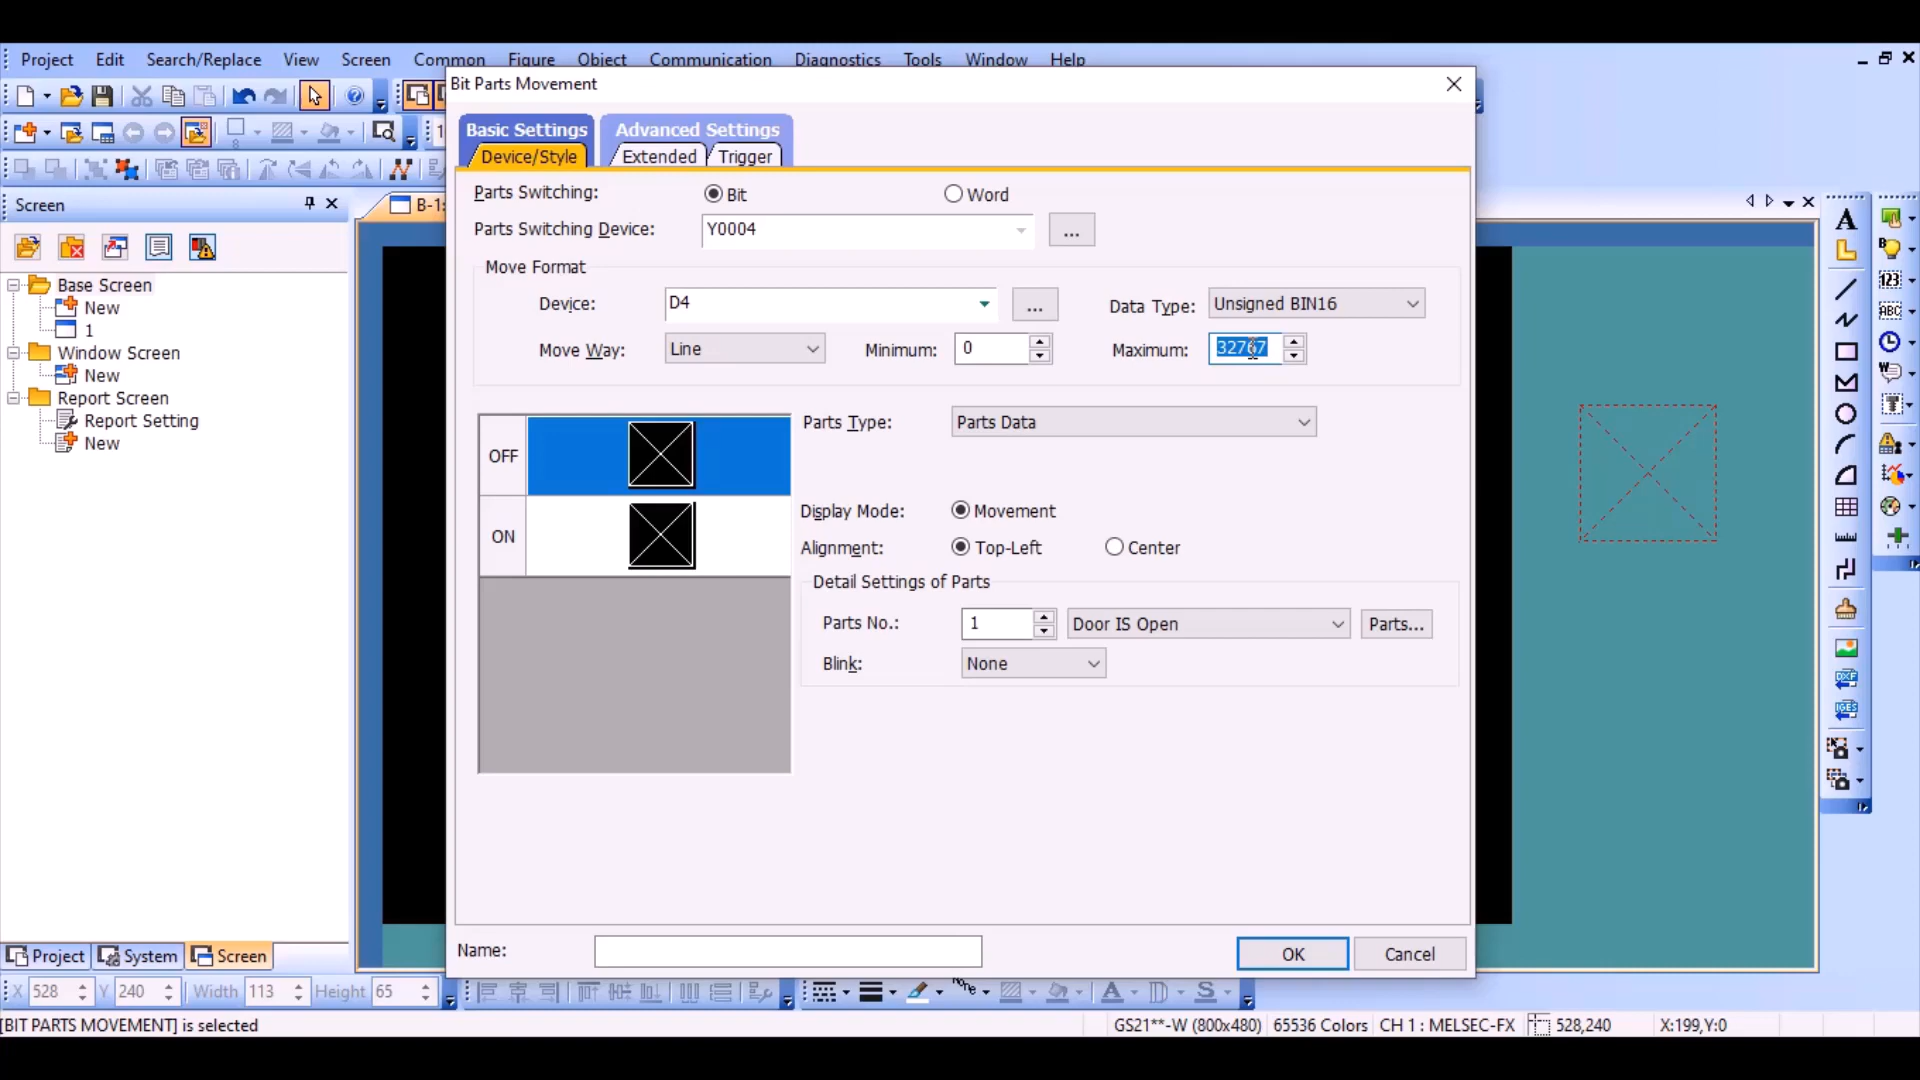 Project Edit Search/Replace View Screen Common Figure Object Communication Diagnostics Tools Window Help
Bit Parts Movement
Basic Settings Advanced Settings
Device/Style Extended Trigger
Screen
B-1:
Parts Switching: Bit Word
Parts Switching Device: Y0004 ...
Move Format
Device: D4 ... Data Type: Unsigned BIN16
Move Way: Line Minimum: 0 Maximum: 32767
Base Screen
New
1
Window Screen
New
Report Screen
Report Setting
New
OFF
ON
Parts Type: Parts Data
Display Mode: Movement
Alignment: Top-Left Center
Detail Settings of Parts
Parts No.: 1 Door IS Open Parts...
Blink: None
Name: OK Cancel
Project System Screen
X 528 Y 240 Width 113 Height 65
[BIT PARTS MOVEMENT] is selected
GS21**-W (800x480) 65536 Colors CH 1 : MELSEC-FX 528,240 X:199,Y:0
A
123
ABC
DXF
IGES